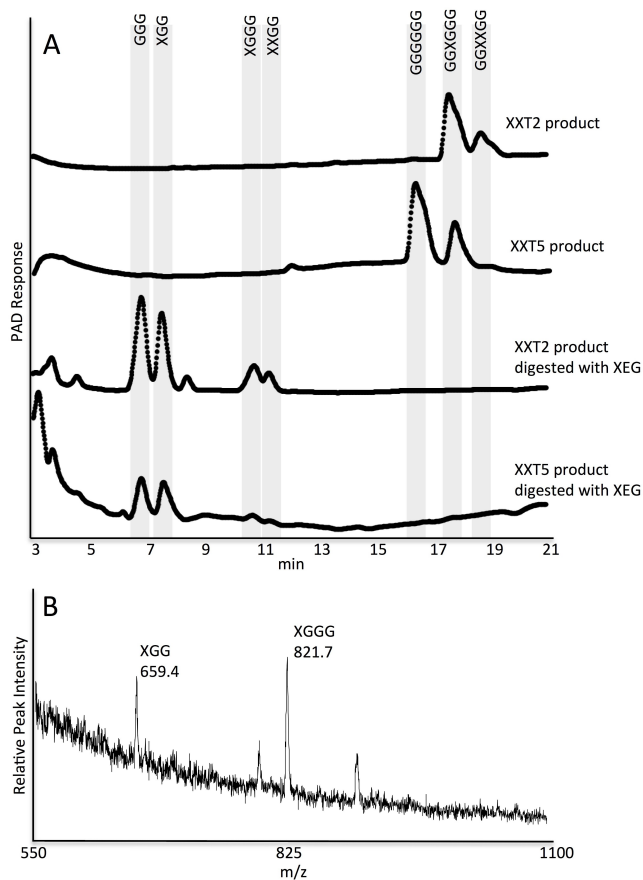 A
GGG
XGG
XGGG
XXGG
GGGGGG
GGXGGG
GGXXGG
XXT2 product
XXT5 product
XXT2 product
digested with XEG
XXT5 product
digested with XEG
PAD Response
3 5 7 9 11 13 15 17 19 21
min
B
XGG
659.4
XGGG
821.7
Relative Peak Intensity
550 825 1100
m/z